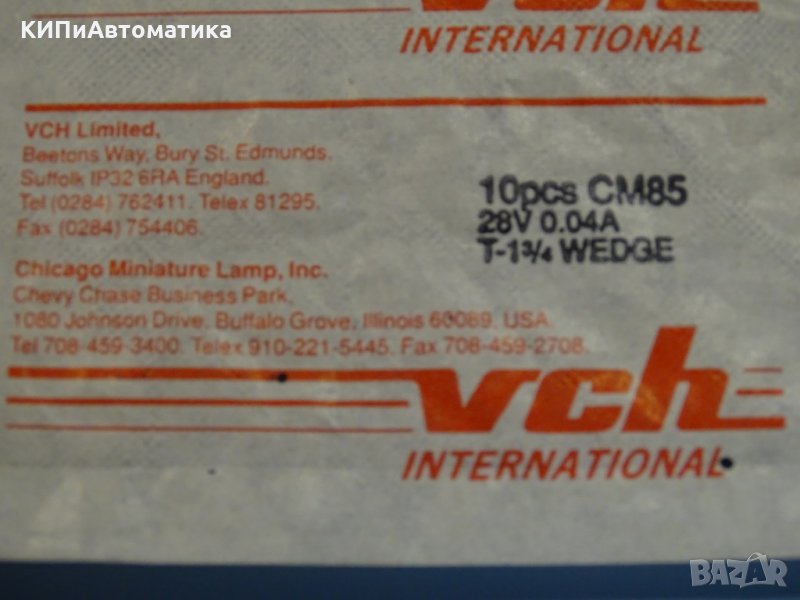 vch
INTERNATIONAL
КИПиАвтоматика
VCH Limited,
Beetons Way, Bury St. Edmunds,
Suffolk IP32 6RA England.
Tel (0284) 762411. Telex 81295.
Fax (0284) 754406.
10pcs CM85
28V 0.04A
T-1¾ WEDGE
Chicago Miniature Lamp, Inc.
Chevy Chase Business Park,
1080 Johnson Drive, Buffalo Grove, Illinois 60089, USA
Tel 708-459-3400. Telex 910-221-5445. Fax 708-459-2708.
vch
INTERNATIONAL
BAZAR